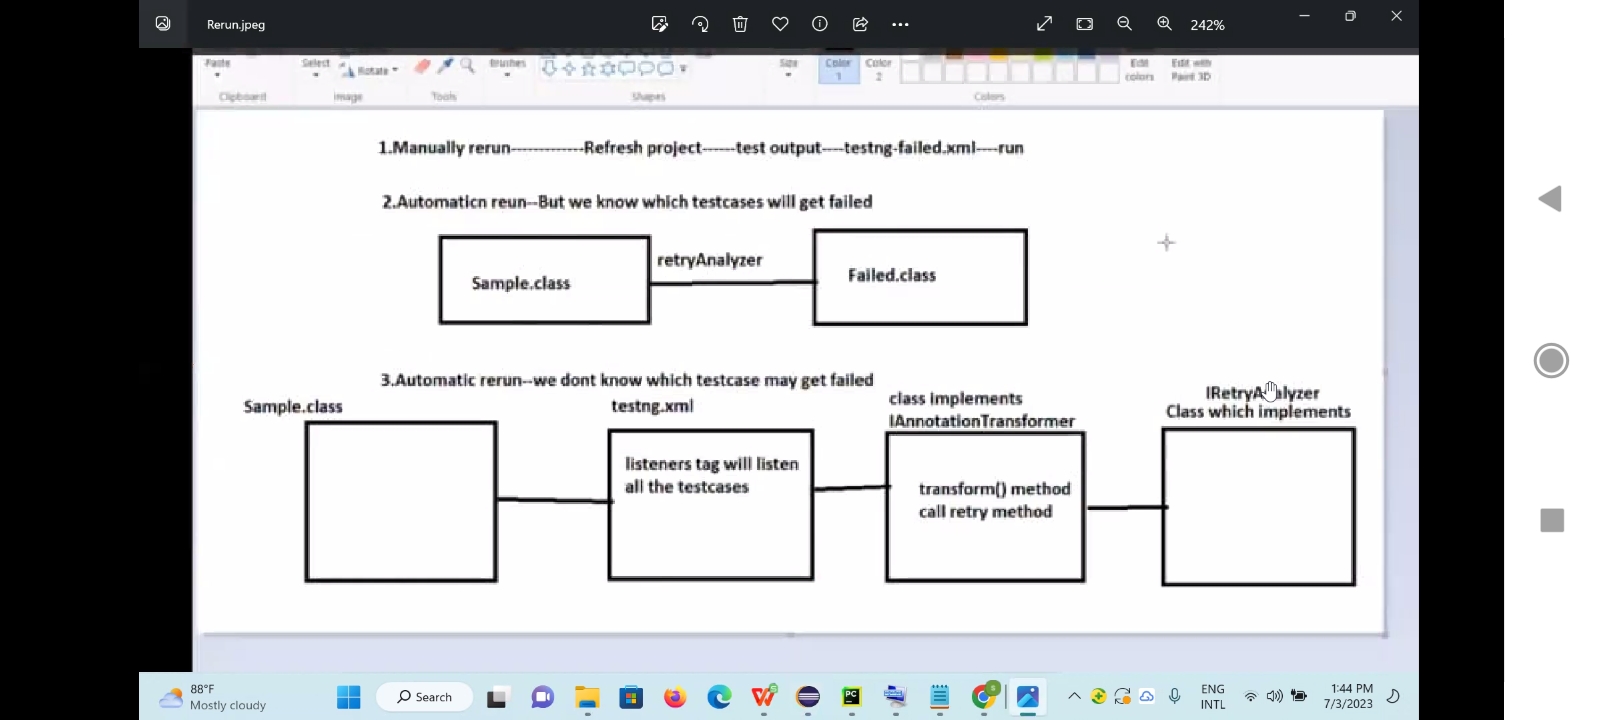 Rerun.jpeg
242%
Paste
Select
Rotate
Brushes
Size
Color
1
Color
2
Edit
colors
Edit with
Paint 3D
Clipboard
Image
Tools
Shapes
Colors
1.Manually rerun-------------Refresh project------test output----testng-failed.xml----run
2.Automaticn reun--But we know which testcases will get failed
Sample.class
retryAnalyzer
Failed.class
3.Automatic rerun--we dont know which testcase may get failed
Sample.class
testng.xml
listeners tag will listen
all the testcases
class implements
IAnnotationTransformer
transform() method
call retry method
IRetryAnalyzer
Class which implements
88°F
Mostly cloudy
Search
ENG
INTL
1:44 PM
7/3/2023